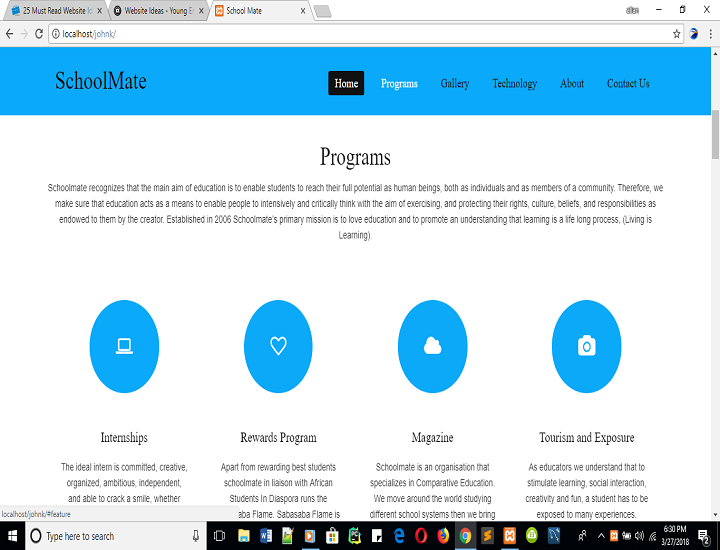 25 Must Read Website Id
Website Ideas - Young Ed
School Mate
allan
localhost/johnk/
SchoolMate
Home
Programs
Gallery
Technology
About
Contact Us
Programs
Schoolmate recognizes that the main aim of education is to enable students to reach their full potential as human beings, both as individuals and as members of a community. Therefore, we
make sure that education acts as a means to enable people to intensively and critically think with the aim of exercising, and protecting their rights, culture, beliefs, and responsibilities as
endowed to them by the creator. Established in 2006 Schoolmate's primary mission is to love education and to promote an understanding that learning is a life long process, (Living is
Learning).
Internships
The ideal intern is committed, creative,
organized, ambitious, independent,
and able to crack a smile, whether
Rewards Program
Apart from rewarding best students
schoolmate in liaison with African
Students In Diaspora runs the
aba Flame. Sabasaba Flame is
Magazine
Schoolmate is an organisation that
specializes in Comparative Education.
We move around the world studying
different school systems then we bring
Tourism and Exposure
As educators we understand that to
stimulate learning, social interaction,
creativity and fun, a student has to be
exposed to many experiences.
localhost/johnk/#feature
Type here to search
6:30 PM
3/27/2018
2